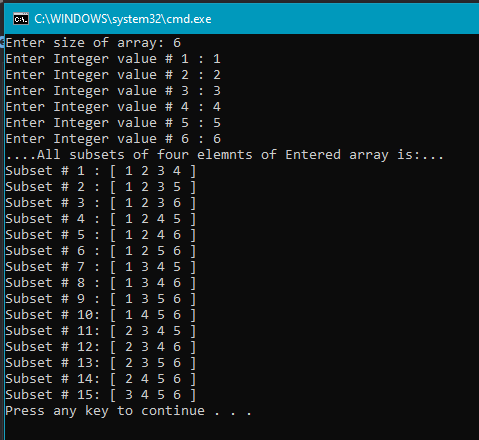 C:\WINDOWS\system32\cmd.exe
Enter size of array: 6
Enter Integer value # 1 : 1
Enter Integer value # 2 : 2
Enter Integer value # 3 : 3
Enter Integer value # 4 : 4
Enter Integer value # 5 : 5
Enter Integer value # 6 : 6
....All subsets of four elemnts of Entered array is:...
Subset # 1 : [ 1 2 3 4 ]
Subset # 2 : [ 1 2 3 5 ]
Subset # 3 : [ 1 2 3 6 ]
Subset # 4 : [ 1 2 4 5 ]
Subset # 5 : [ 1 2 4 6 ]
Subset # 6 : [ 1 2 5 6 ]
Subset # 7 : [ 1 3 4 5 ]
Subset # 8 : [ 1 3 4 6 ]
Subset # 9 : [ 1 3 5 6 ]
Subset # 10: [ 1 4 5 6 ]
Subset # 11: [ 2 3 4 5 ]
Subset # 12: [ 2 3 4 6 ]
Subset # 13: [ 2 3 5 6 ]
Subset # 14: [ 2 4 5 6 ]
Subset # 15: [ 3 4 5 6 ]
Press any key to continue . . .